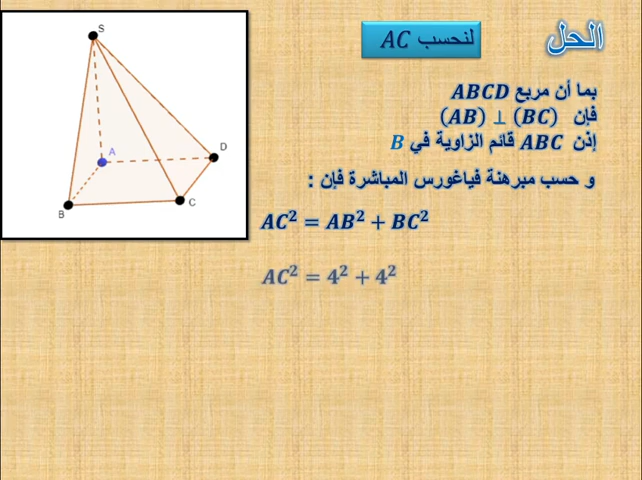 الحل
لنحسب AC
بما أن مربع ABCD
فإن (AB) ⊥ (BC)
إذن ABC قائم الزاوية في B
و حسب مبرهنة فياغورس المباشرة فإن :
AC² = AB² + BC²
AC² = 4² + 4²
S
A
D
B
C